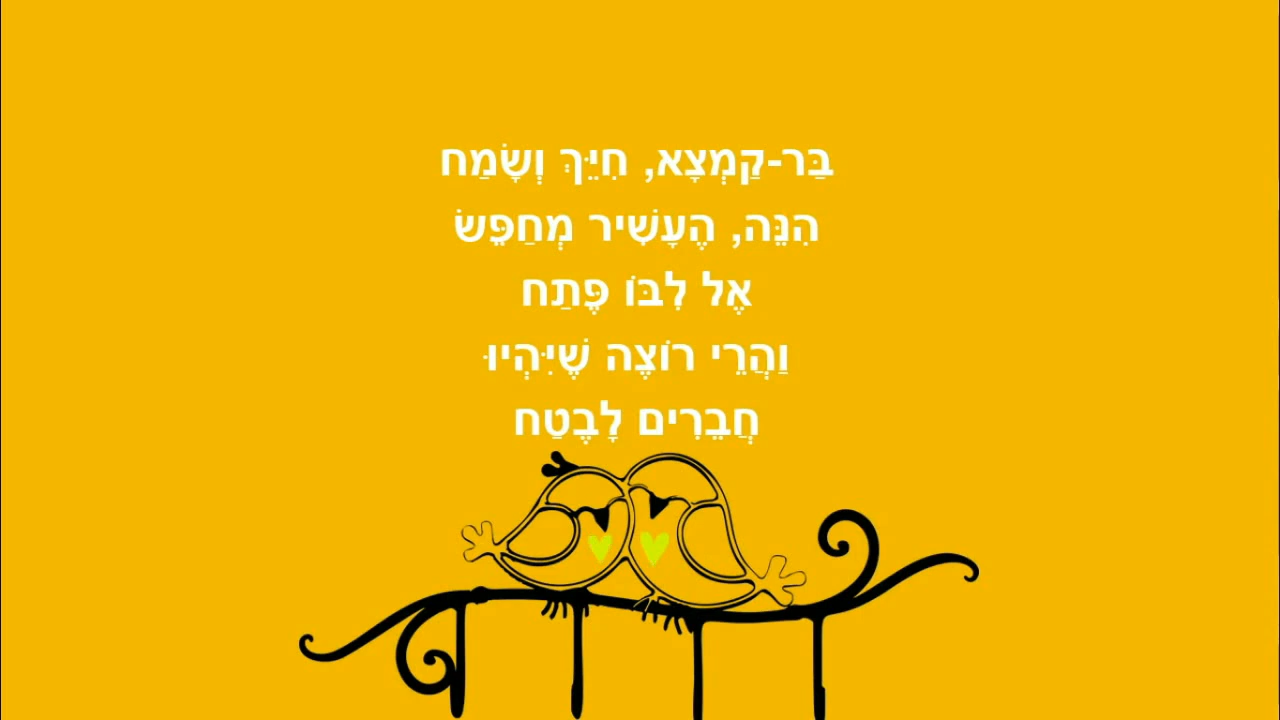 בַּר-קַמְצָא, חִיֵּךְ וְשָׂמַח
הִנֵּה, הֶעָשִׁיר מְחַפֵּשׂ
אֶל לִבּוֹ פֶּתַח
וַהֲרֵי רוֹצֶה שֶׁיִּהְיוּ
חֲבֵרִים לָבֶטַח